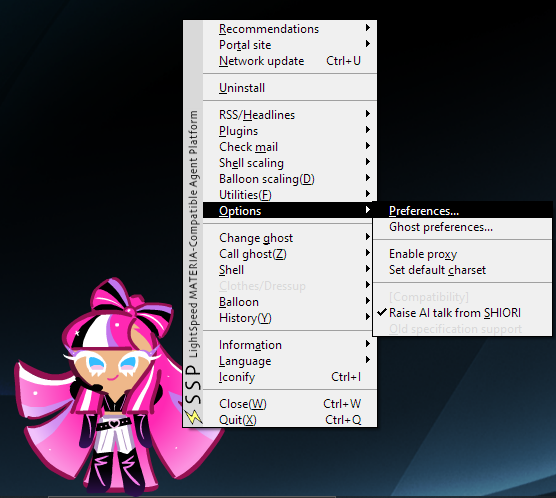 Recommendations
Portal site
Network update Ctrl+U
Uninstall
RSS/Headlines
Plugins
Check mail
Shell scaling
Balloon scaling(D)
Utilities(F)
Options
Change ghost
Call ghost(Z)
Shell
Clothes/Dressup
Balloon
History(Y)
Information
Language
Iconify Ctrl+I
Close(W) Ctrl+W
Quit(X) Ctrl+Q
SSP LightSpeed MATERIA-Compatible Agent Platform
Preferences...
Ghost preferences...
Enable proxy
Set default charset
[Compatibility]
Raise AI talk from SHIORI
Old specification support